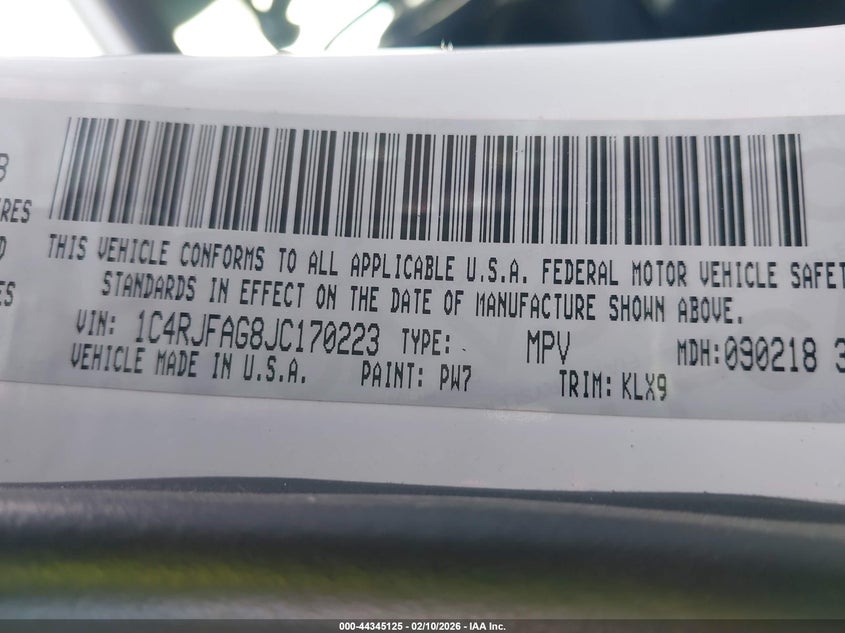 THIS VEHICLE CONFORMS TO ALL APPLICABLE U.S.A. FEDERAL MOTOR VEHICLE SAFET
STANDARDS IN EFFECT ON THE DATE OF MANUFACTURE SHOWN ABOVE.
VIN: 1C4RJFAG8JC170223 TYPE: MPV MDH:090218 3
VEHICLE MADE IN U.S.A. PAINT: PW7 TRIM: KLX9
000-44345125 - 02/10/2026 - IAA Inc.